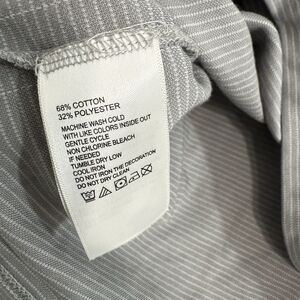 68% COTTON
32% POLYESTER
MACHINE WASH COLD
WITH LIKE COLORS INSIDE OUT
GENTLE CYCLE
NON CHLORINE BLEACH
IF NEEDED
TUMBLE DRY LOW
COOL IRON
DO NOT IRON THE DECORATION
DO NOT DRY CLEAN